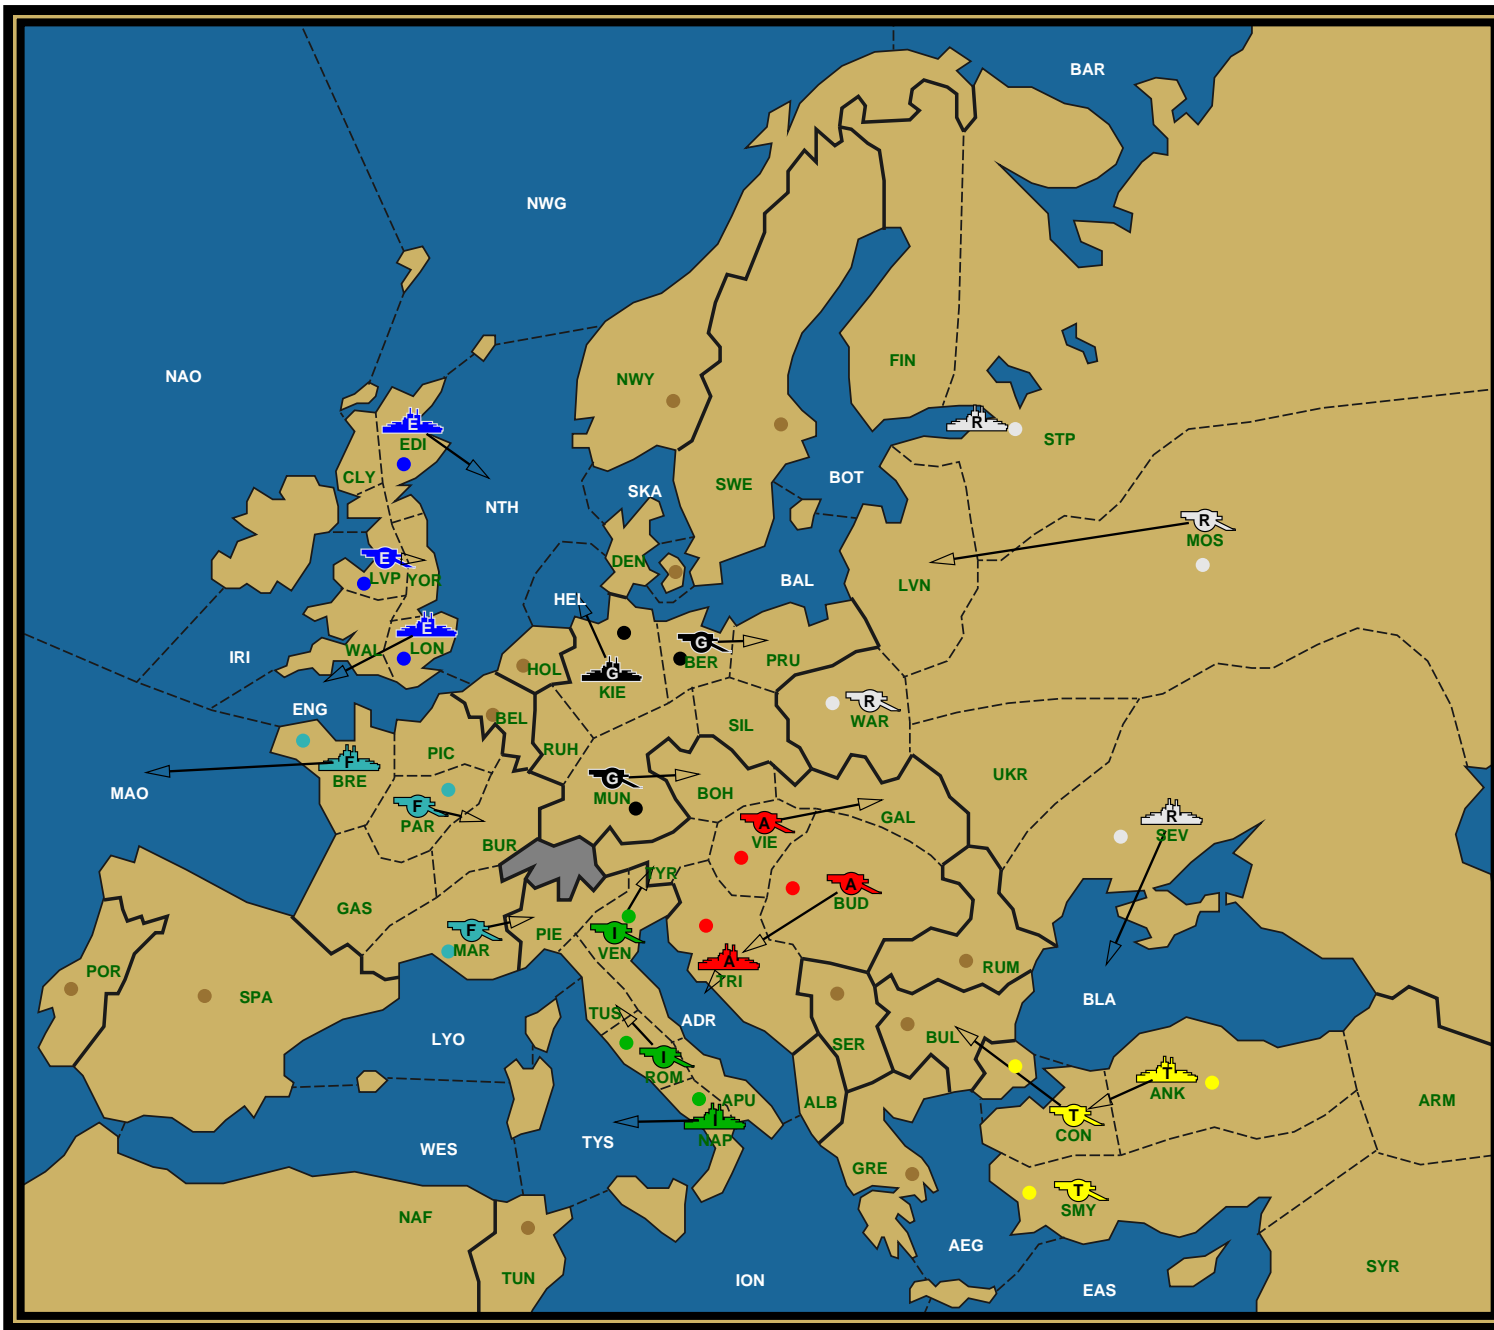 BAR
NWG
NAO
FIN
NWY
R
STP
E
EDI
CLY
SWE
BOT
SKA
NTH
R
MOS
E
LVP
YOR
DEN
BAL
LVN
HEL
E
LON
WAL
IRI
G
BER
PRU
HOL
G
KIE
R
WAR
ENG
BEL
SIL
PIC
RUH
F
BRE
UKR
G
MUN
BOH
MAO
F
PAR
A
VIE
GAL
R
SEV
BUR
TYR
A
BUD
GAS
F
MAR
PIE
I
VEN
A
TRI
RUM
POR
SPA
BLA
TUS
ADR
LYO
SER
BUL
I
ROM
T
ANK
APU
ALB
ARM
I
NAP
T
CON
WES
TYS
GRE
T
SMY
NAF
AEG
SYR
TUN
ION
EAS